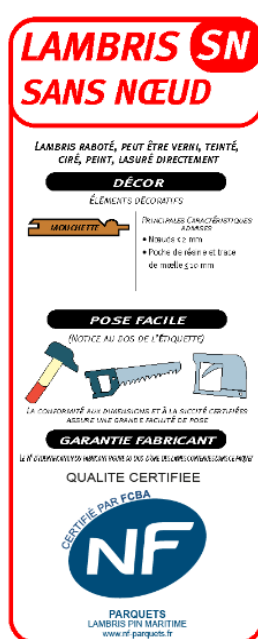 LAMBRIS SN
SANS NŒUD
LAMBRIS RABOTÉ, PEUT ÊTRE VERNI, TEINTÉ,
CIRÉ, PEINT, LASURÉ DIRECTEMENT
DÉCOR
ÉLÉMENTS DÉCORATIFS
MOUCHETTE
PRINCIPALES CARACTÉRISTIQUES
ADMISES
• Nœuds ≤ 2 mm
• Poche de résine et trace
de moelle ≤ 10 mm
POSE FACILE
(NOTICE AU DOS DE L'ÉTIQUETTE)
LA CONFORMITÉ AUX DIMENSIONS ET À LA SICCITÉ CERTIFIÉES
ASSURE UNE GRANDE FACILITÉ DE POSE
GARANTIE FABRICANT
QUALITE CERTIFIEE
CERTIFIÉ PAR FCBA
NF
PARQUETS
LAMBRIS PIN MARITIME
www.nf-parquets.fr